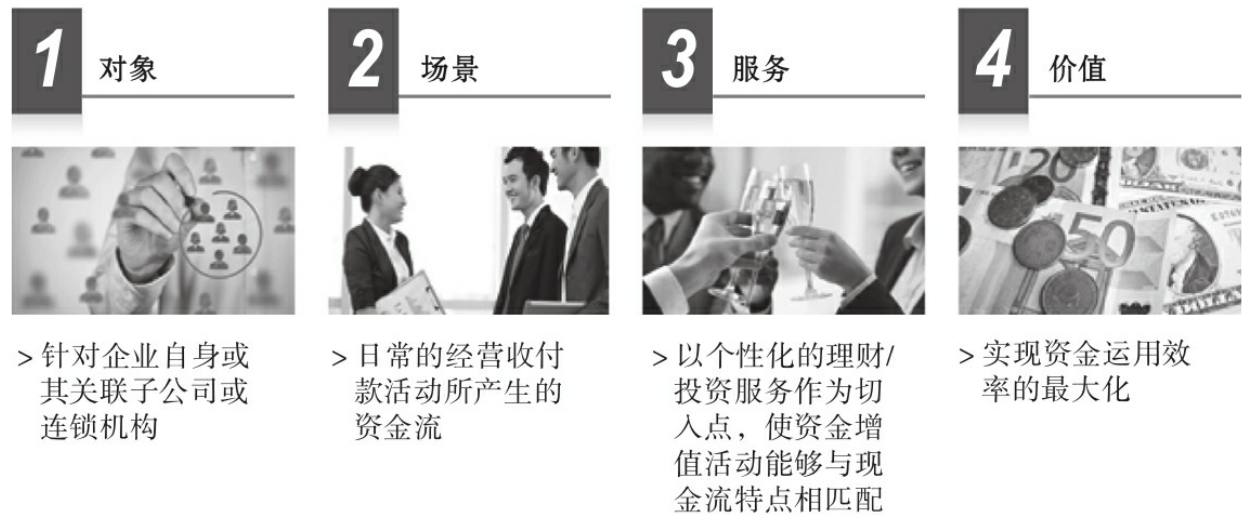 1 对象
2 场景
3 服务
4 价值
> 针对企业自身或
其关联子公司或
连锁机构
> 日常的经营收付
款活动所产生的
资金流
> 以个性化的理财/
投资服务作为切
入点，使资金增
值活动能够与现
金流特点相匹配
> 实现资金运用效
率的最大化
20
50